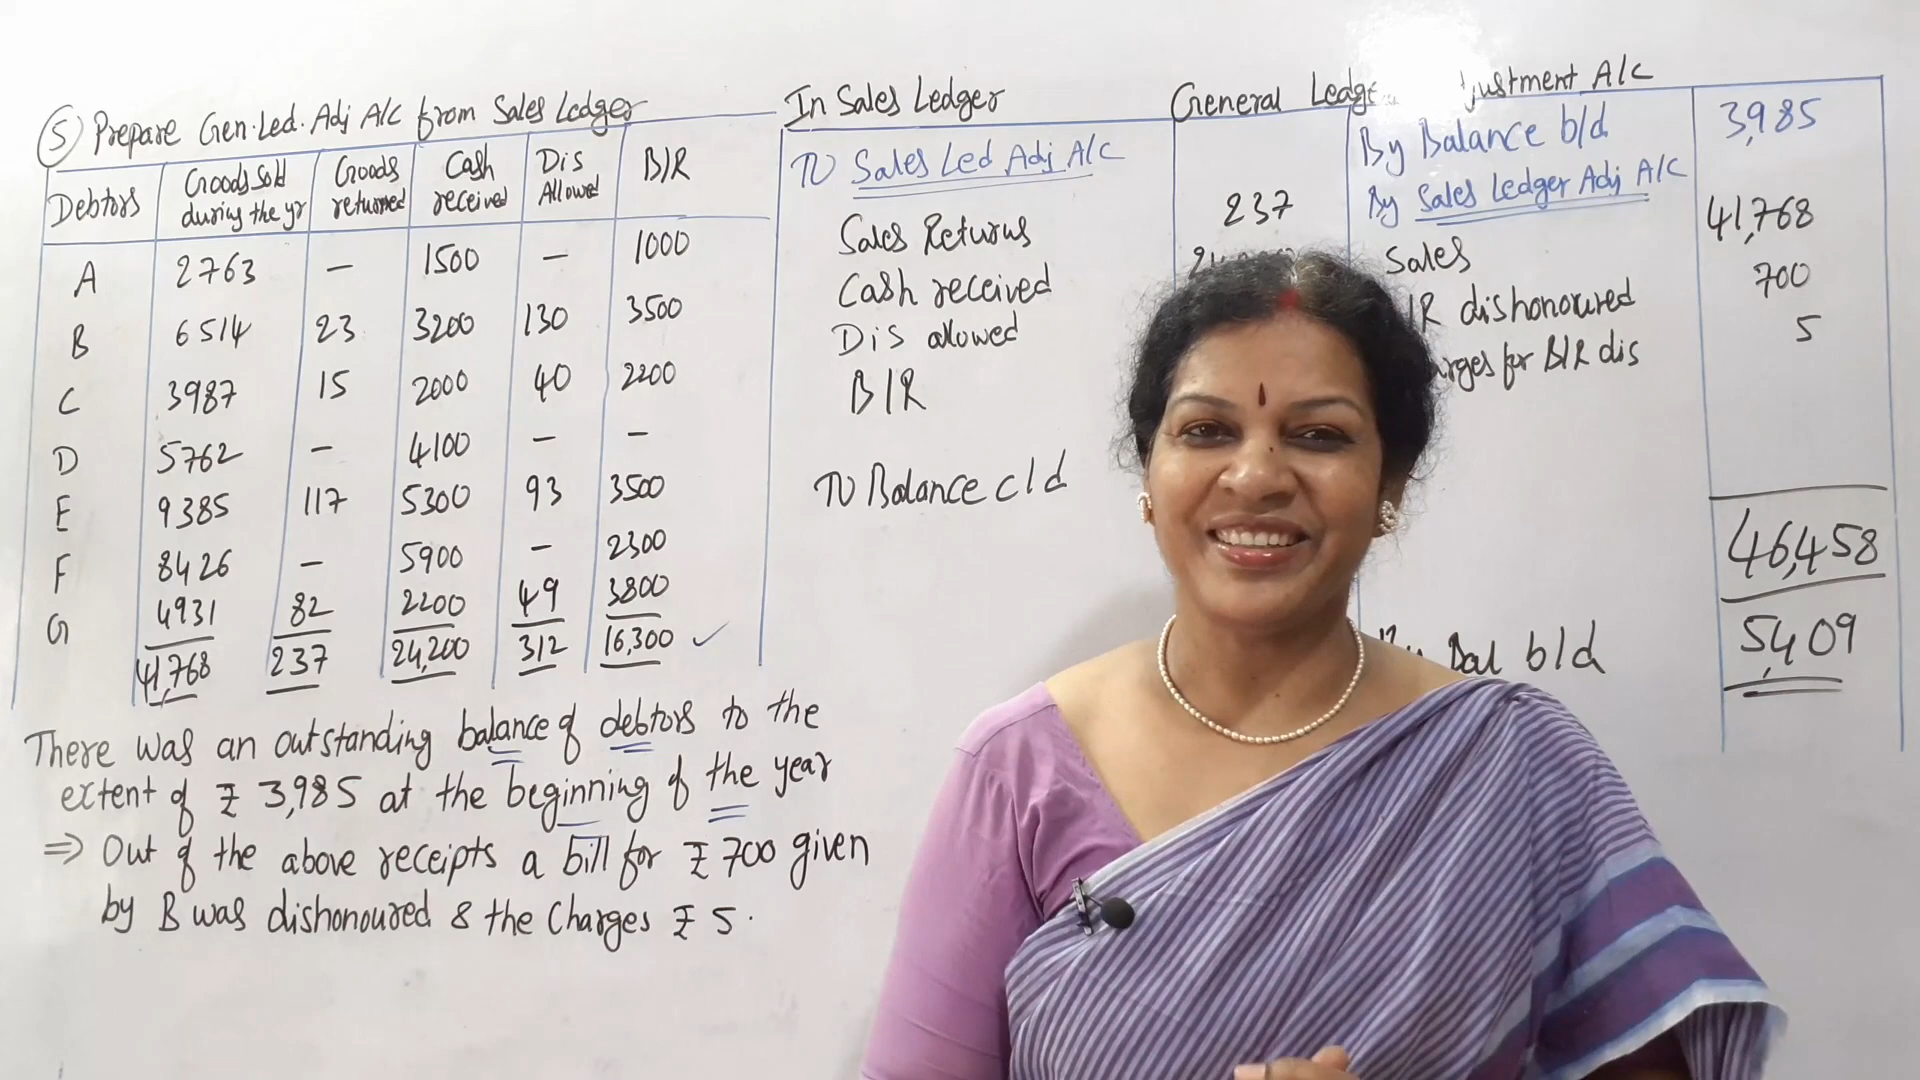 5 Prepare Gen.Led.Adj A/C from Sales Ledger
Debtors Goods Sold during the yr Goods returned Cash received Dis Allowed B/R
A 2763 — 1500 — 1000
B 6514 23 3200 130 3500
C 3987 15 2000 40 2200
D 5762 — 4100 — —
E 9385 117 5300 93 3500
F 8426 — 5900 — 2300
G 4931 82 2200 49 3800
41,768 237 24,200 312 16,300 ✓
There was an outstanding balance of debtors to the
extent of ₹ 3,985 at the beginning of the year
⇒ Out of the above receipts a bill for ₹ 700 given
by B was dishonoured & the Charges ₹ 5.
In Sales Ledger
General Adjustment A/C
To Sales Led Adj A/C
Sales Returns 237
Cash received
Dis allowed
B/R
To Balance c/d
By Balance b/d 3,985
By Sales Ledger Adj A/C
Sales 41,768
dishonoured 700
for B/R dis 5
46,458
b/d 5,409